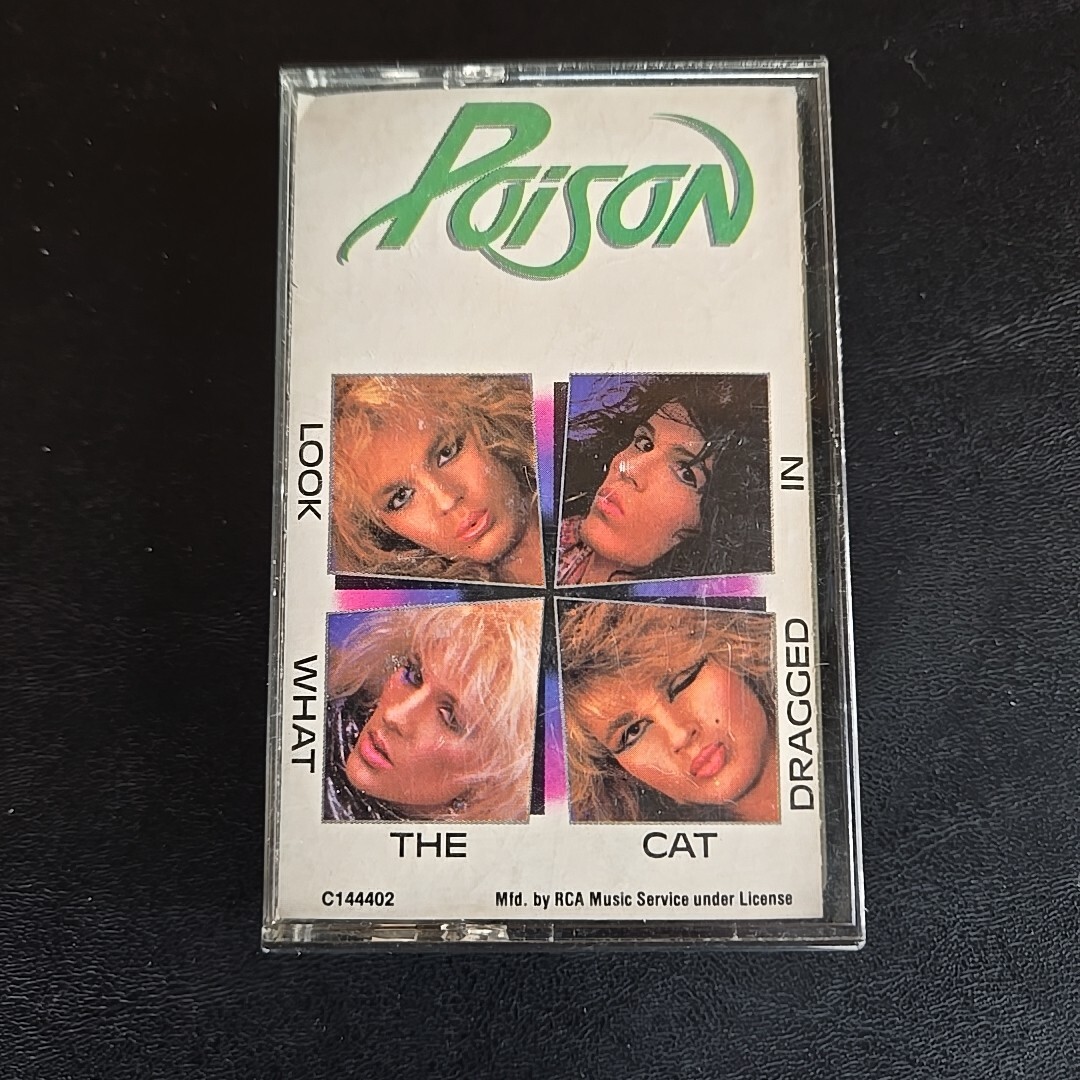 Poison
LOOK
WHAT
THE
CAT
DRAGGED
IN
C144402
Mfd. by RCA Music Service under License